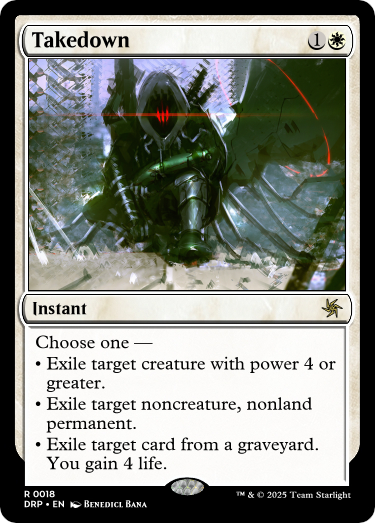 Takedown 1
Instant
Choose one —
• Exile target creature with power 4 or
greater.
• Exile target noncreature, nonland
permanent.
• Exile target card from a graveyard.
You gain 4 life.
R 0018
DRP • EN Benedicl Bana
™ & © 2025 Team Starlight